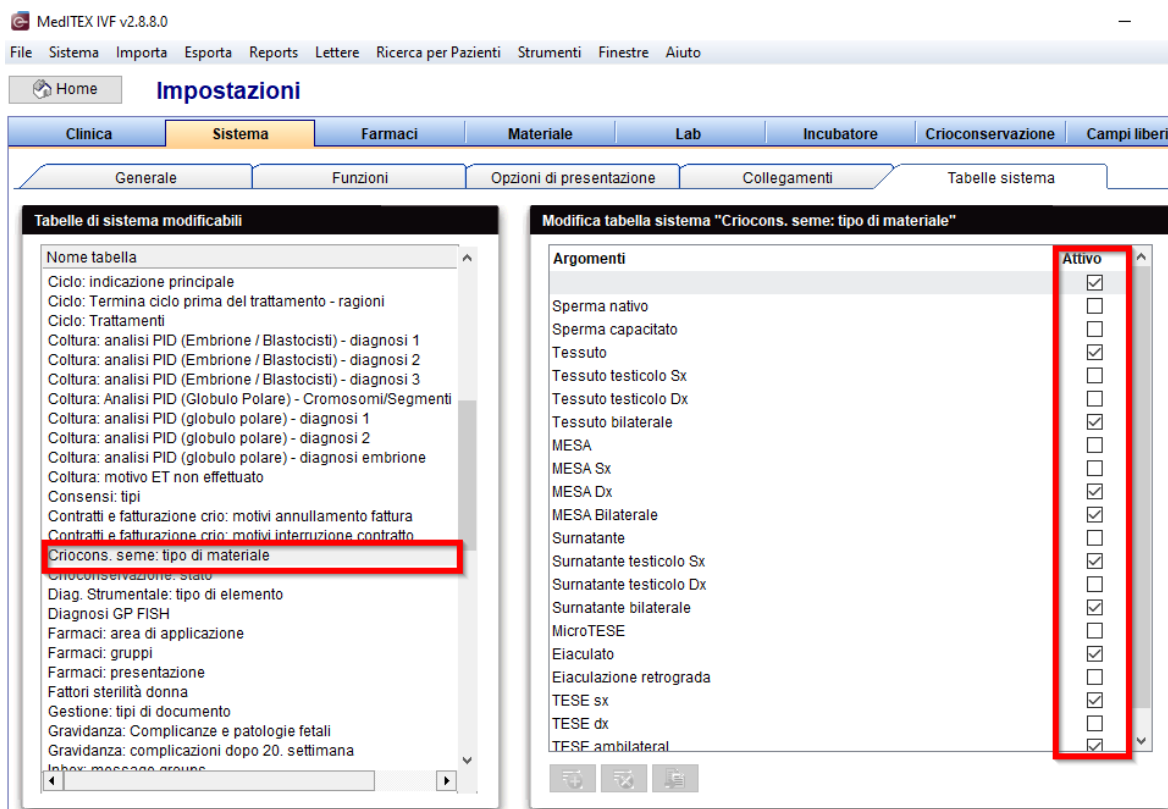 MedITEX IVF v2.8.8.0
File Sistema Importa Esporta Reports Lettere Ricerca per Pazienti Strumenti Finestre Aiuto
Home Impostazioni
Clinica Sistema Farmaci Materiale Lab Incubatore Crioconservazione Campi liberi
Generale Funzioni Opzioni di presentazione Collegamenti Tabelle sistema
Tabelle di sistema modificabili
Nome tabella
Ciclo: indicazione principale
Ciclo: Termina ciclo prima del trattamento - ragioni
Ciclo: Trattamenti
Coltura: analisi PID (Embrione / Blastocisti) - diagnosi 1
Coltura: analisi PID (Embrione / Blastocisti) - diagnosi 2
Coltura: analisi PID (Embrione / Blastocisti) - diagnosi 3
Coltura: Analisi PID (Globulo Polare) - Cromosomi/Segmenti
Coltura: analisi PID (globulo polare) - diagnosi 1
Coltura: analisi PID (globulo polare) - diagnosi 2
Coltura: analisi PID (globulo polare) - diagnosi embrione
Coltura: motivo ET non effettuato
Consensi: tipi
Contratti e fatturazione crio: motivi annullamento fattura
Contratti e fatturazione crio: motivi interruzione contratto
Criocons. seme: tipo di materiale
Crioconservazione: stato
Diag. Strumentale: tipo di elemento
Diagnosi GP FISH
Farmaci: area di applicazione
Farmaci: gruppi
Farmaci: presentazione
Fattori sterilità donna
Gestione: tipi di documento
Gravidanza: Complicanze e patologie fetali
Gravidanza: complicazioni dopo 20. settimana
Inbox: message groups
Modifica tabella sistema "Criocons. seme: tipo di materiale"
Argomenti Attivo
Sperma nativo
Sperma capacitato
Tessuto
Tessuto testicolo Sx
Tessuto testicolo Dx
Tessuto bilaterale
MESA
MESA Sx
MESA Dx
MESA Bilaterale
Surnatante
Surnatante testicolo Sx
Surnatante testicolo Dx
Surnatante bilaterale
MicroTESE
Eiaculato
Eiaculazione retrograda
TESE sx
TESE dx
TESE ambilateral